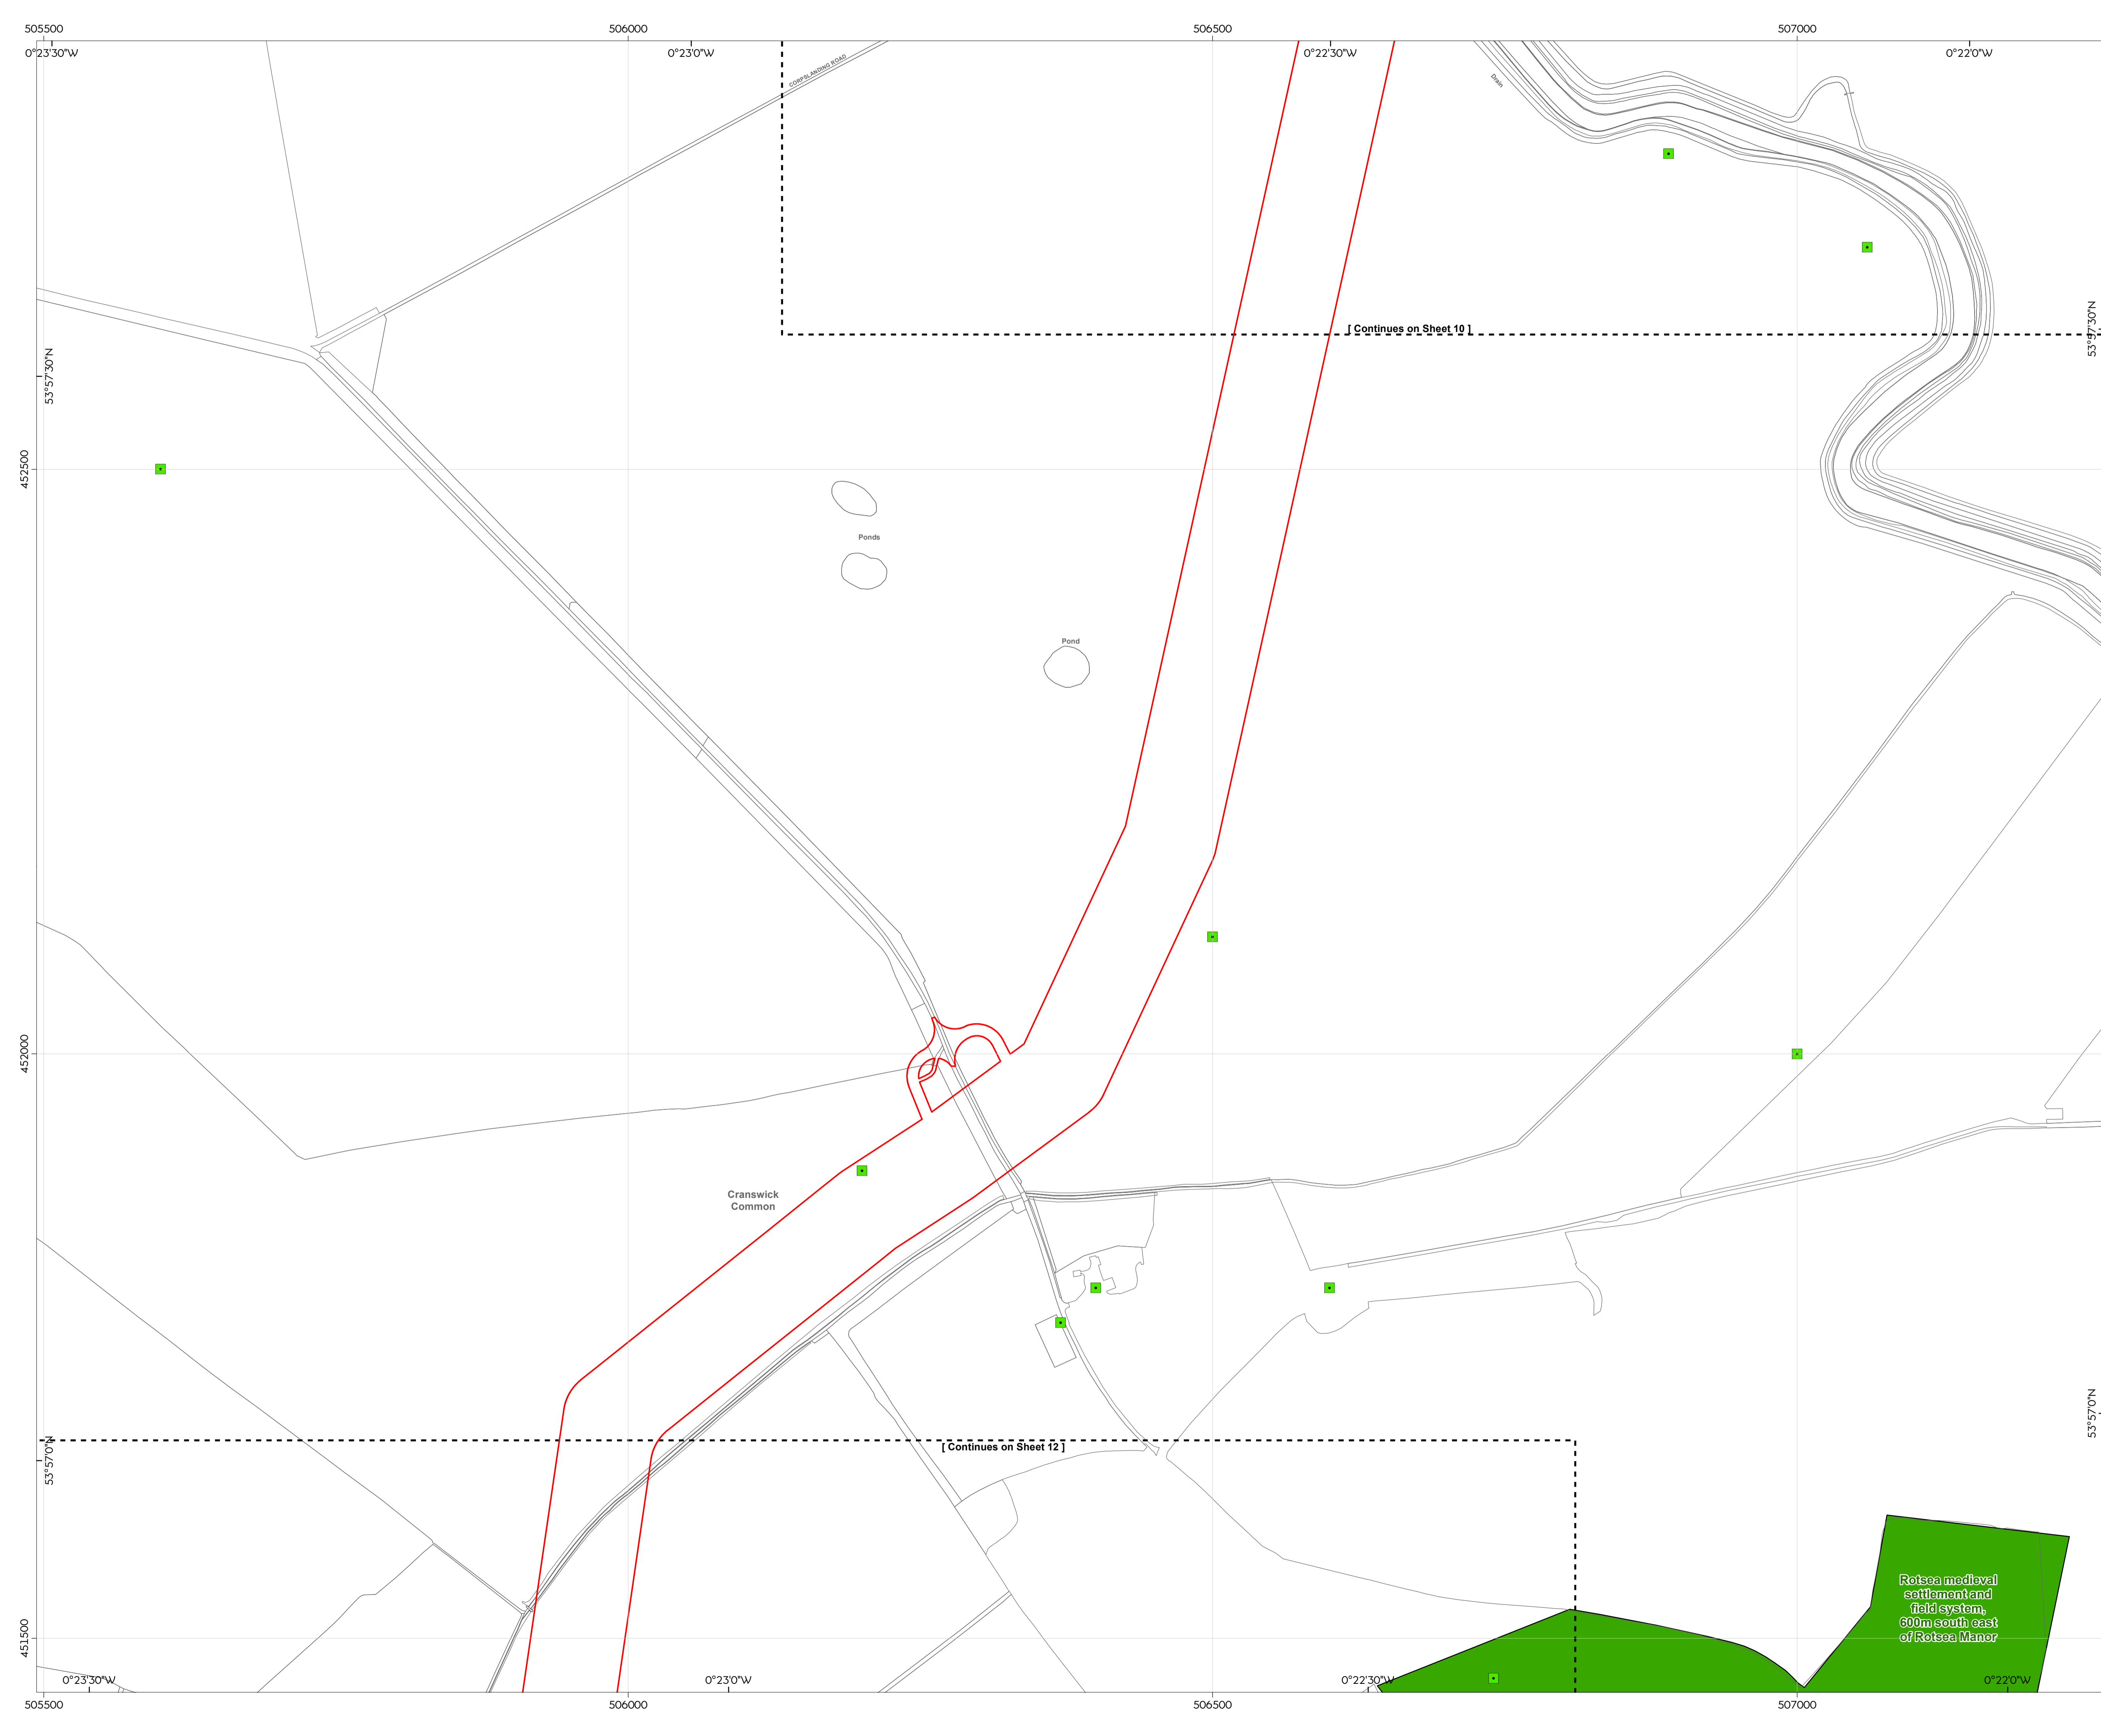 505500
506000
506500
507000
0°23'30"W
0°23'0"W
0°22'30"W
0°22'0"W
CORPSLANDING ROAD
Drain
[ Continues on Sheet 10 ]
53°57'30"N
53°57'30"N
452500
Ponds
Pond
452000
Cranswick
Common
53°57'0"N
53°57'0"N
[ Continues on Sheet 12 ]
Rotsea medieval
settlement and
field system,
600m south east
of Rotsea Manor
451500
0°23'30"W
0°23'0"W
0°22'30"W
0°22'0"W
505500
506000
506500
507000